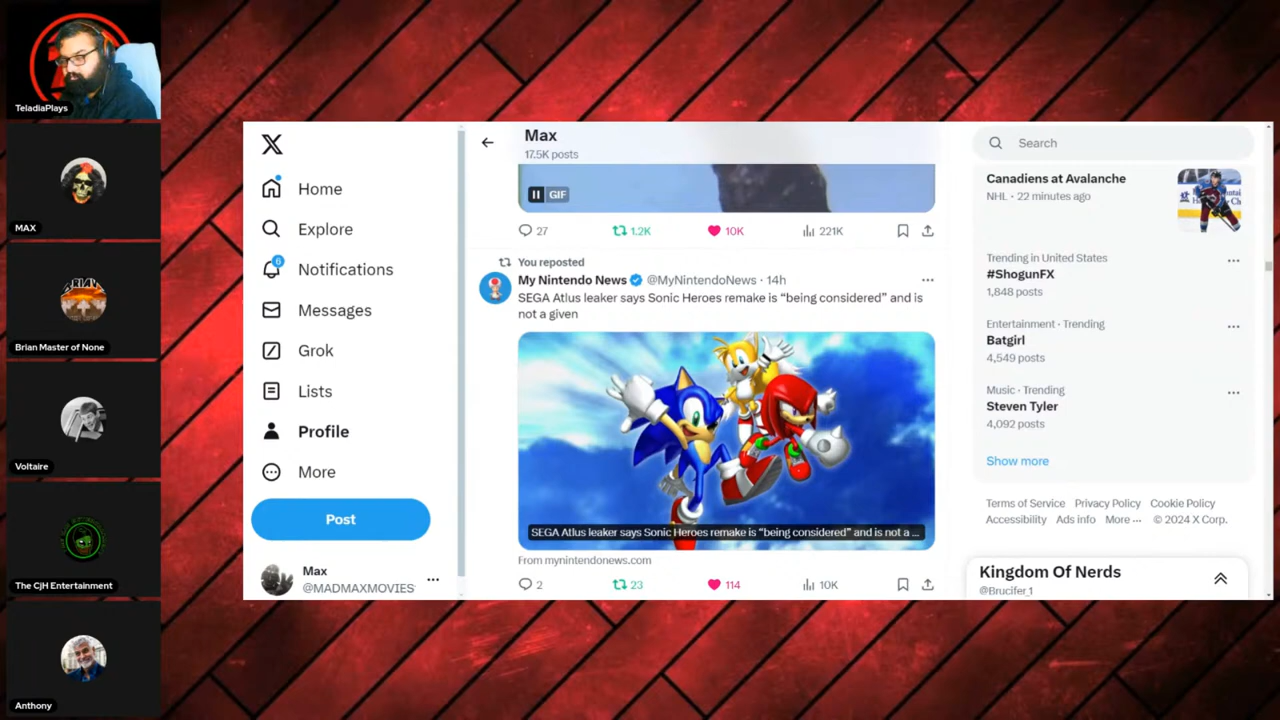 TeladiaPlays
MAX
BRIAN
Brian Master of None
Voltaire
The CJH Entertainment
Anthony
X
Home
Explore
6
Notifications
Messages
Grok
Lists
Profile
More
Post
Max
@MADMAXMOVIES
Max
17.5K posts
GIF
27
1.2K
10K
221K
You reposted
My Nintendo News @MyNintendoNews · 14h
SEGA Atlus leaker says Sonic Heroes remake is “being considered” and is
not a given
SEGA Atlus leaker says Sonic Heroes remake is “being considered” and is not a ...
From mynintendonews.com
2
23
114
10K
Search
Canadiens at Avalanche
NHL · 22 minutes ago
Trending in United States
#ShogunFX
1,848 posts
Entertainment · Trending
Batgirl
4,549 posts
Music · Trending
Steven Tyler
4,092 posts
Show more
Terms of Service Privacy Policy Cookie Policy
Accessibility Ads info More ··· © 2024 X Corp.
Kingdom Of Nerds
@Brucifer_1